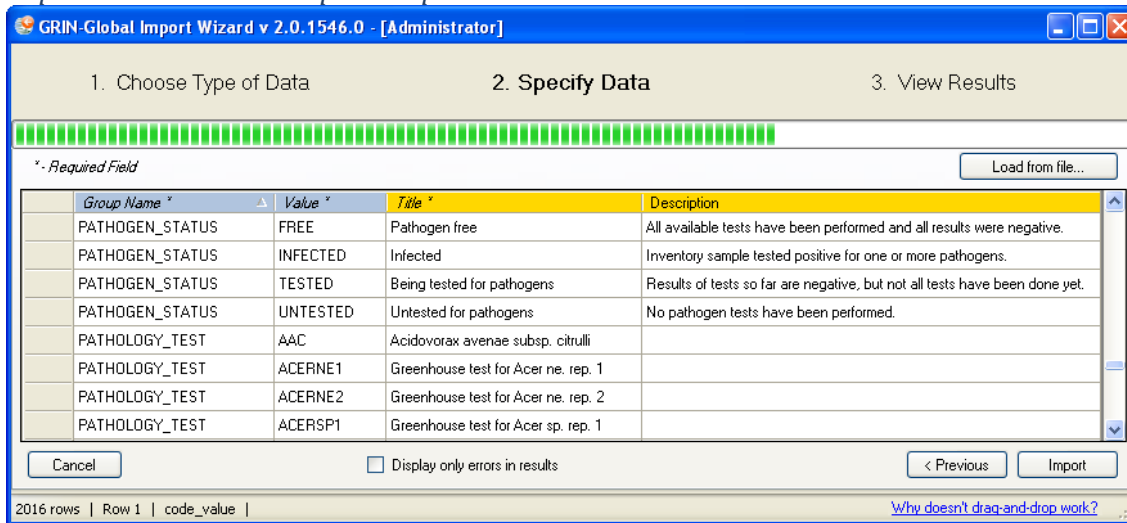 GRIN-Global Import Wizard v 2.0.1546.0 - [Administrator]
1. Choose Type of Data 2. Specify Data 3. View Results
* - Required Field Load from file...
Group Name * Value * Title * Description
PATHOGEN_STATUS FREE Pathogen free All available tests have been performed and all results were negative.
PATHOGEN_STATUS INFECTED Infected Inventory sample tested positive for one or more pathogens.
PATHOGEN_STATUS TESTED Being tested for pathogens Results of tests so far are negative, but not all tests have been done yet.
PATHOGEN_STATUS UNTESTED Untested for pathogens No pathogen tests have been performed.
PATHOLOGY_TEST AAC Acidovorax avenae subsp. citrulli
PATHOLOGY_TEST ACERNE1 Greenhouse test for Acer ne. rep. 1
PATHOLOGY_TEST ACERNE2 Greenhouse test for Acer ne. rep. 2
PATHOLOGY_TEST ACERSP1 Greenhouse test for Acer sp. rep. 1
Cancel Display only errors in results < Previous Import
2016 rows | Row 1 | code_value | Why doesn't drag-and-drop work?